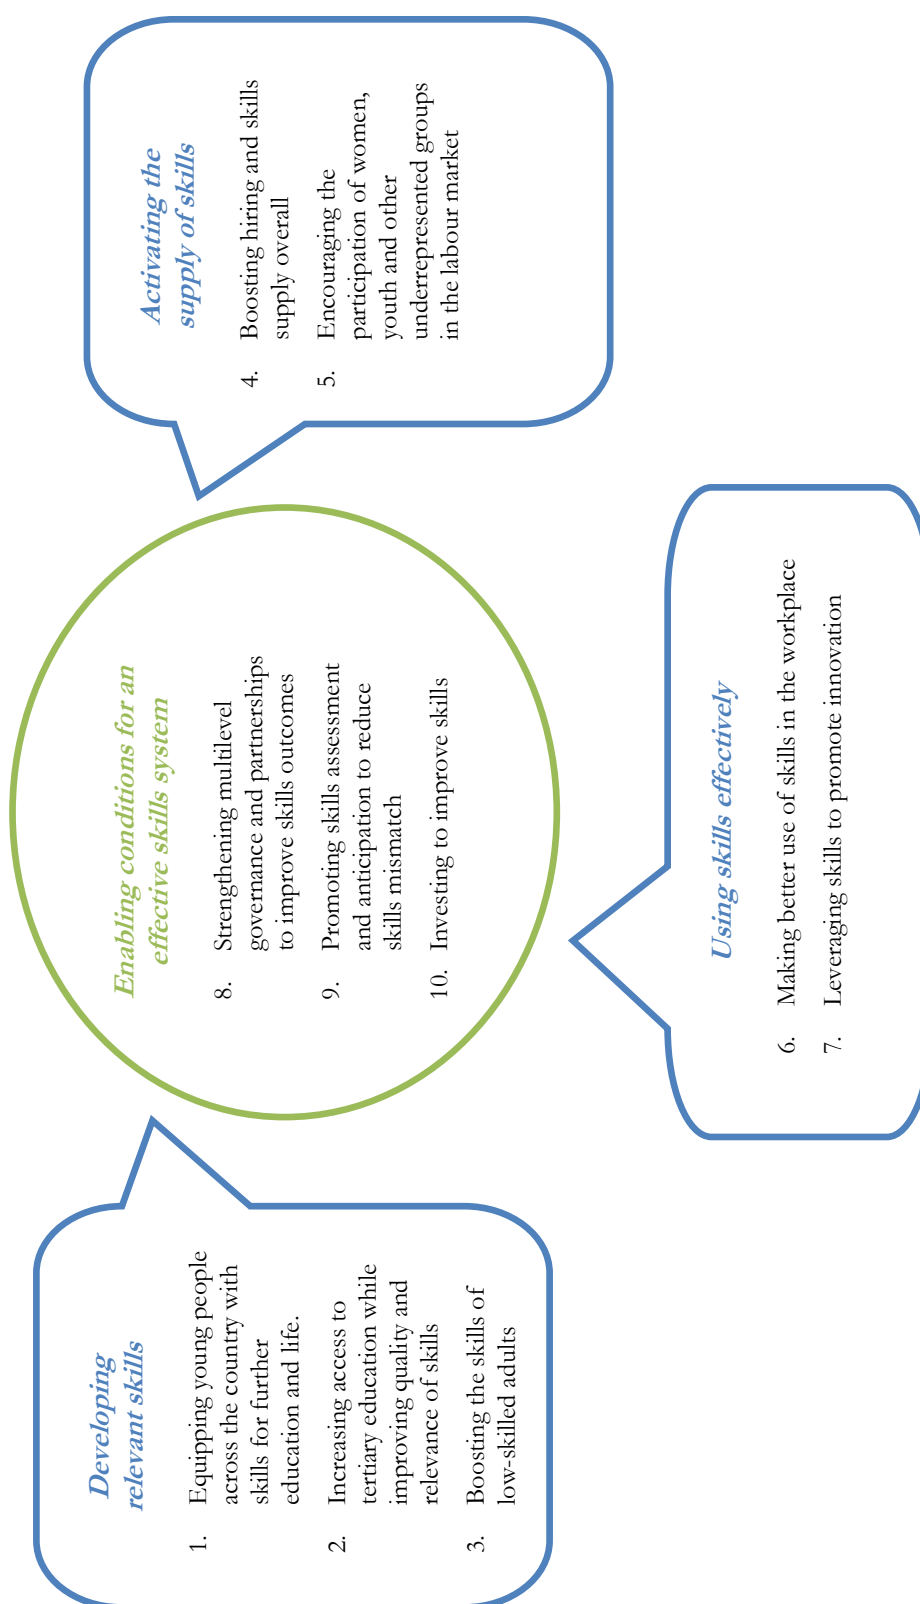 Developing
relevant skills
1. Equipping young people
across the country with
skills for further
education and life.
2. Increasing access to
tertiary education while
improving quality and
relevance of skills
3. Boosting the skills of
low-skilled adults
Enabling conditions for an
effective skills system
8. Strengthening multilevel
governance and partnerships
to improve skills outcomes
9. Promoting skills assessment
and anticipation to reduce
skills mismatch
10. Investing to improve skills
Activating the
supply of skills
4. Boosting hiring and skills
supply overall
5. Encouraging the
participation of women,
youth and other
underrepresented groups
in the labour market
Using skills effectively
6. Making better use of skills in the workplace
7. Leveraging skills to promote innovation